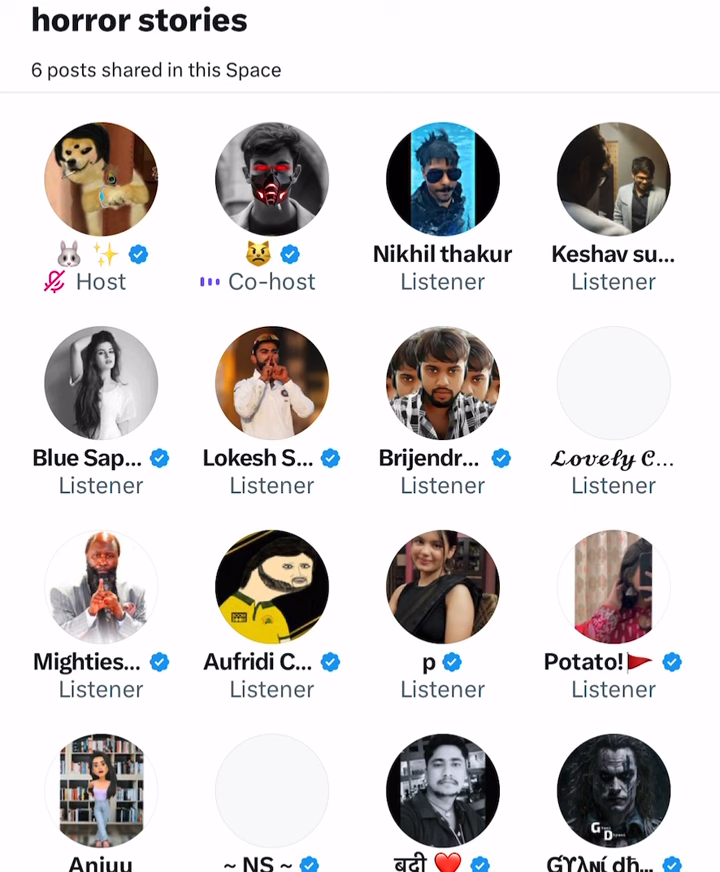 horror stories
6 posts shared in this Space
🐰 ✨
😾
Nikhil thakur
Keshav su...
Host
Co-host
Listener
Listener
Blue Sap...
Lokesh S...
Brijendr...
𝓛𝓸𝓿𝓮𝓵𝔂 𝓒...
Listener
Listener
Listener
Listener
Mighties...
Aufridi C...
p
Potato!🚩
Listener
Listener
Listener
Listener
Anjuu
~ NS ~
बदी ❤️